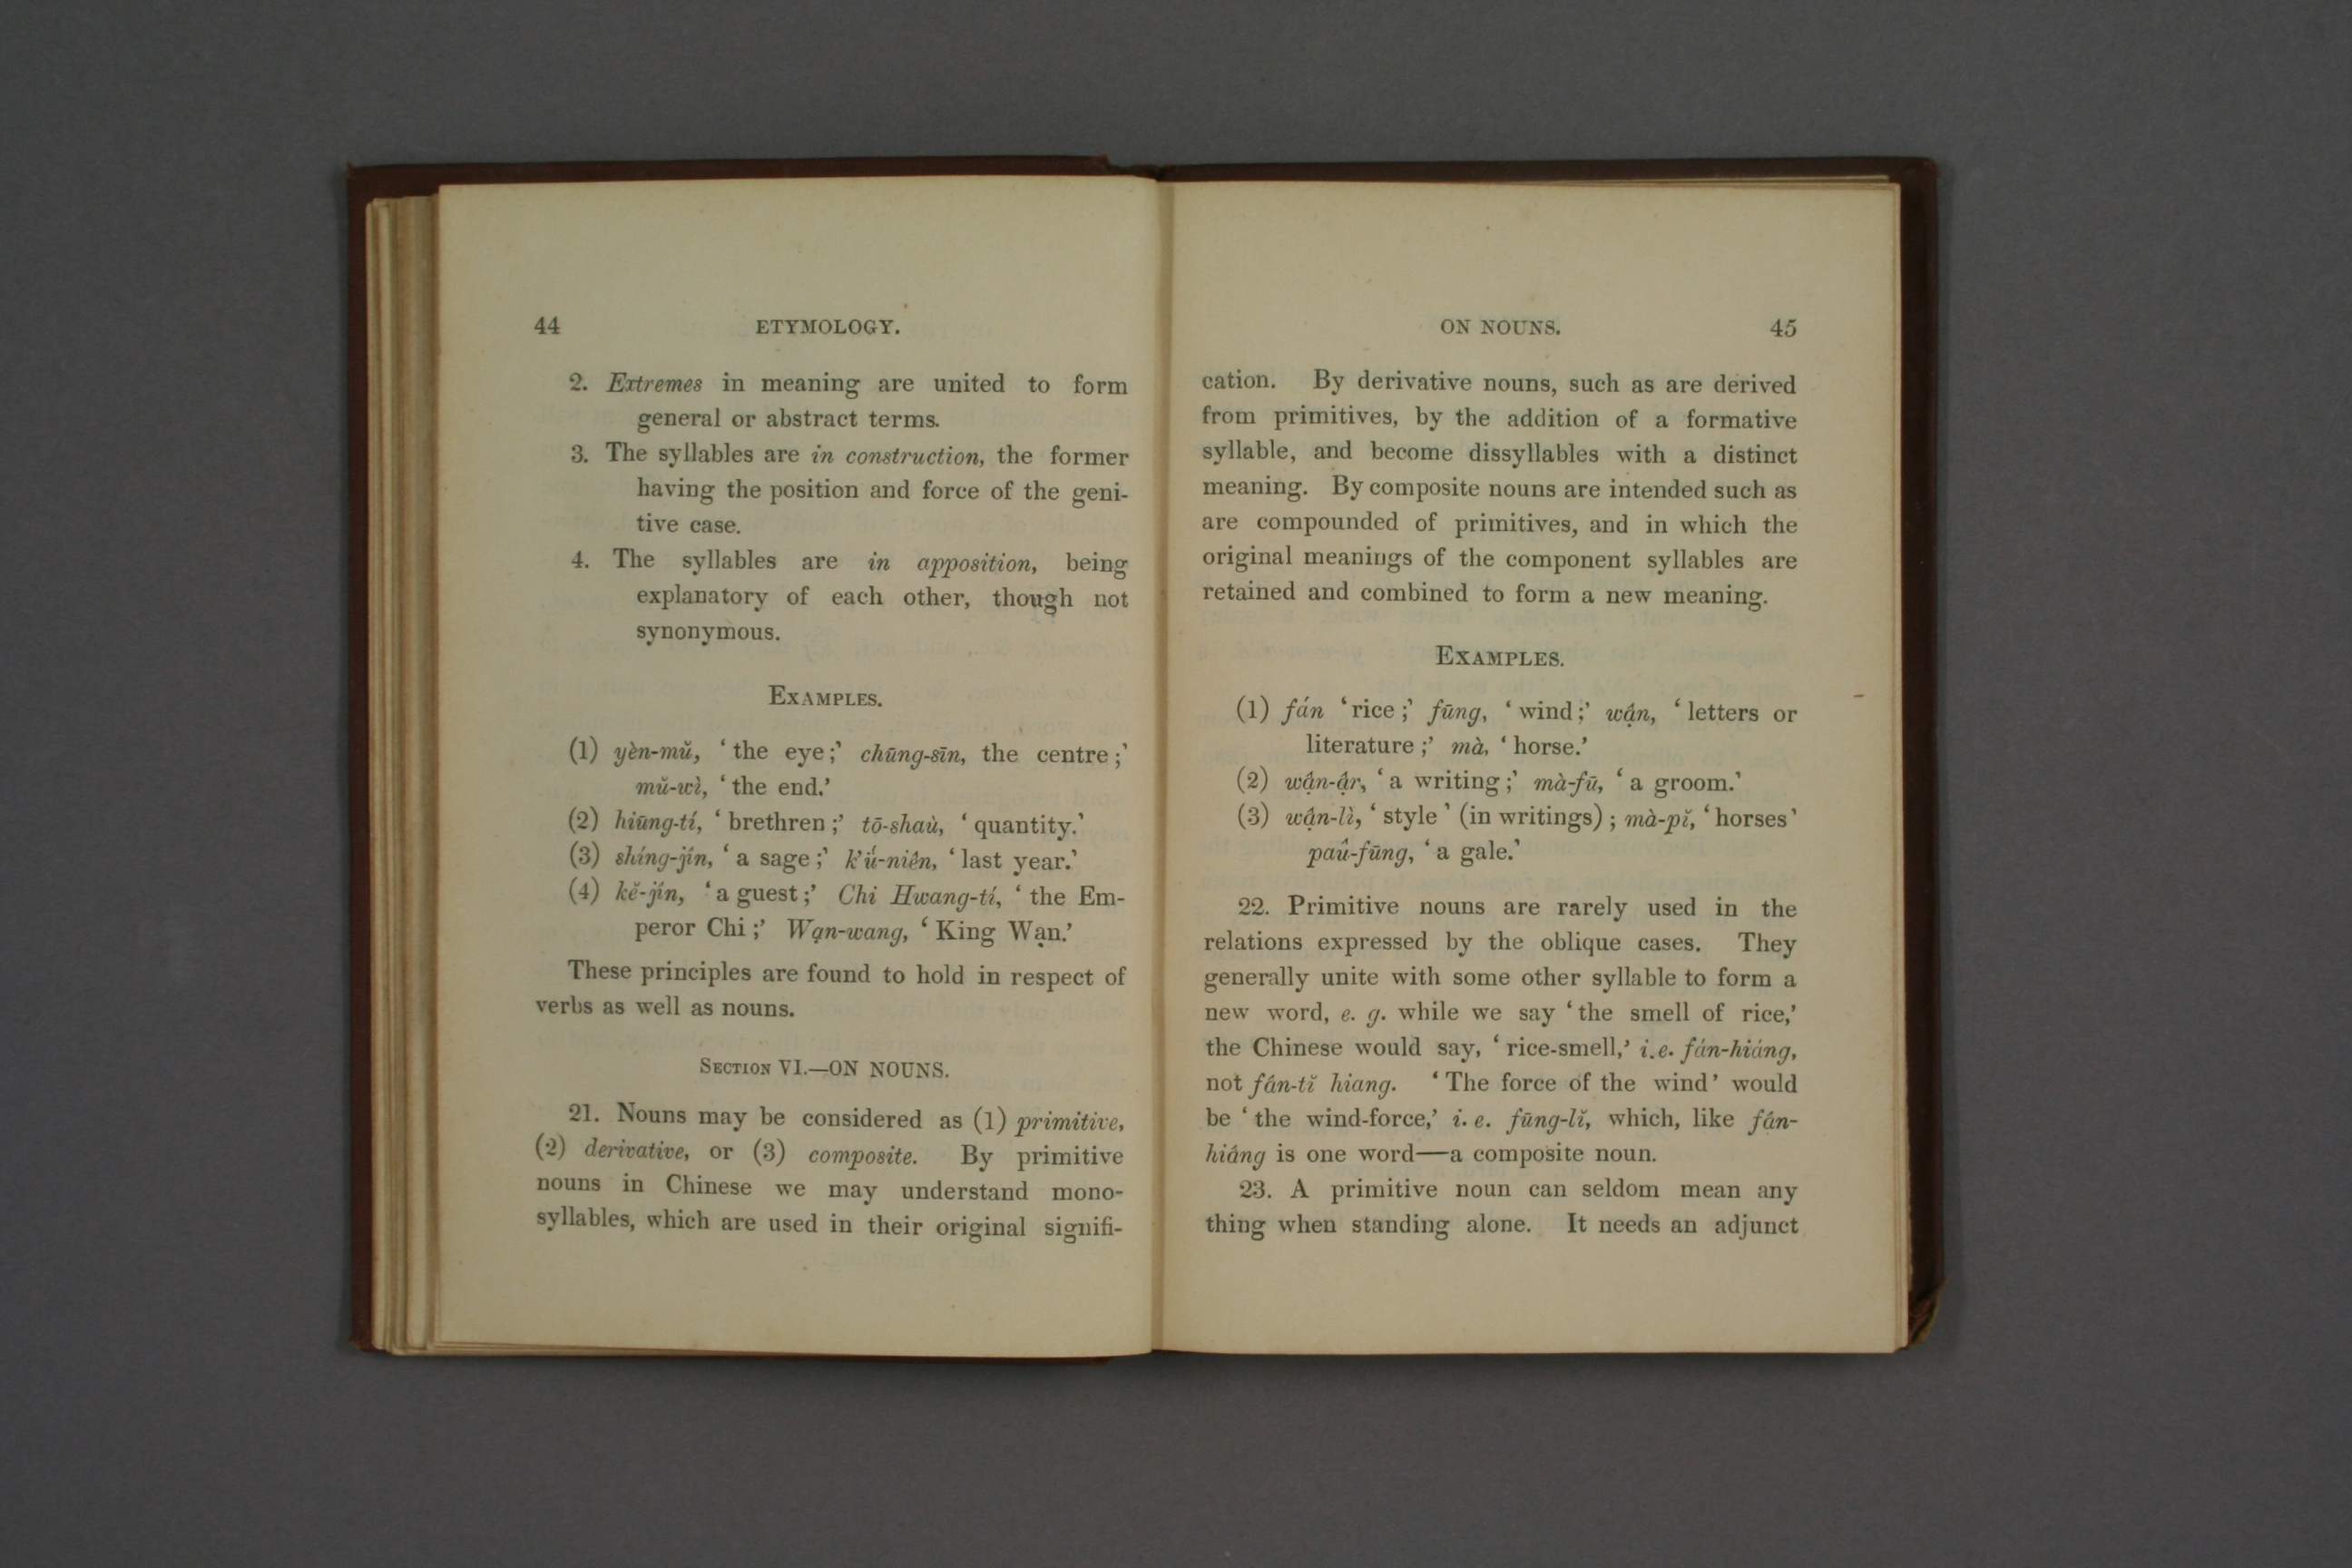 44 ETYMOLOGY.
2. Extremes in meaning are united to form
general or abstract terms.
3. The syllables are in construction, the former
having the position and force of the geni-
tive case.
4. The syllables are in apposition, being
explanatory of each other, though not
synonymous.
EXAMPLES.
(1) yèn-mŭ, ‘the eye;’ chūng-sīn, the centre;’
mŭ-wì, ‘the end.’
(2) hiūng-tí, ‘brethren;’ tō-shaù, ‘quantity.’
(3) shíng-jîn, ‘a sage;’ k’ǘ-niên, ‘last year.’
(4) kĕ-jîn, ‘a guest;’ Chi Hwang-tí, ‘the Em-
peror Chi;’ Wạn-wang, ‘King Wạn.’
These principles are found to hold in respect of
verbs as well as nouns.
SECTION VI.—ON NOUNS.
21. Nouns may be considered as (1) primitive,
(2) derivative, or (3) composite. By primitive
nouns in Chinese we may understand mono-
syllables, which are used in their original signifi-
ON NOUNS. 45
cation. By derivative nouns, such as are derived
from primitives, by the addition of a formative
syllable, and become dissyllables with a distinct
meaning. By composite nouns are intended such as
are compounded of primitives, and in which the
original meanings of the component syllables are
retained and combined to form a new meaning.
EXAMPLES.
(1) fán ‘rice;’ fūng, ‘wind;’ wận, ‘letters or
literature;’ mà, ‘horse.’
(2) wận-ậr, ‘a writing;’ mà-fū, ‘a groom.’
(3) wận-lì, ‘style’ (in writings); mà-pĭ, ‘horses’
paû-fūng, ‘a gale.’
22. Primitive nouns are rarely used in the
relations expressed by the oblique cases. They
generally unite with some other syllable to form a
new word, e. g. while we say ‘the smell of rice,’
the Chinese would say, ‘rice-smell,’ i.e. fán-hiáng,
not fán-tĭ hiang. ‘The force of the wind’ would
be ‘the wind-force,’ i. e. fūng-lĭ, which, like fán-
hiáng is one word—a composite noun.
23. A primitive noun can seldom mean any
thing when standing alone. It needs an adjunct